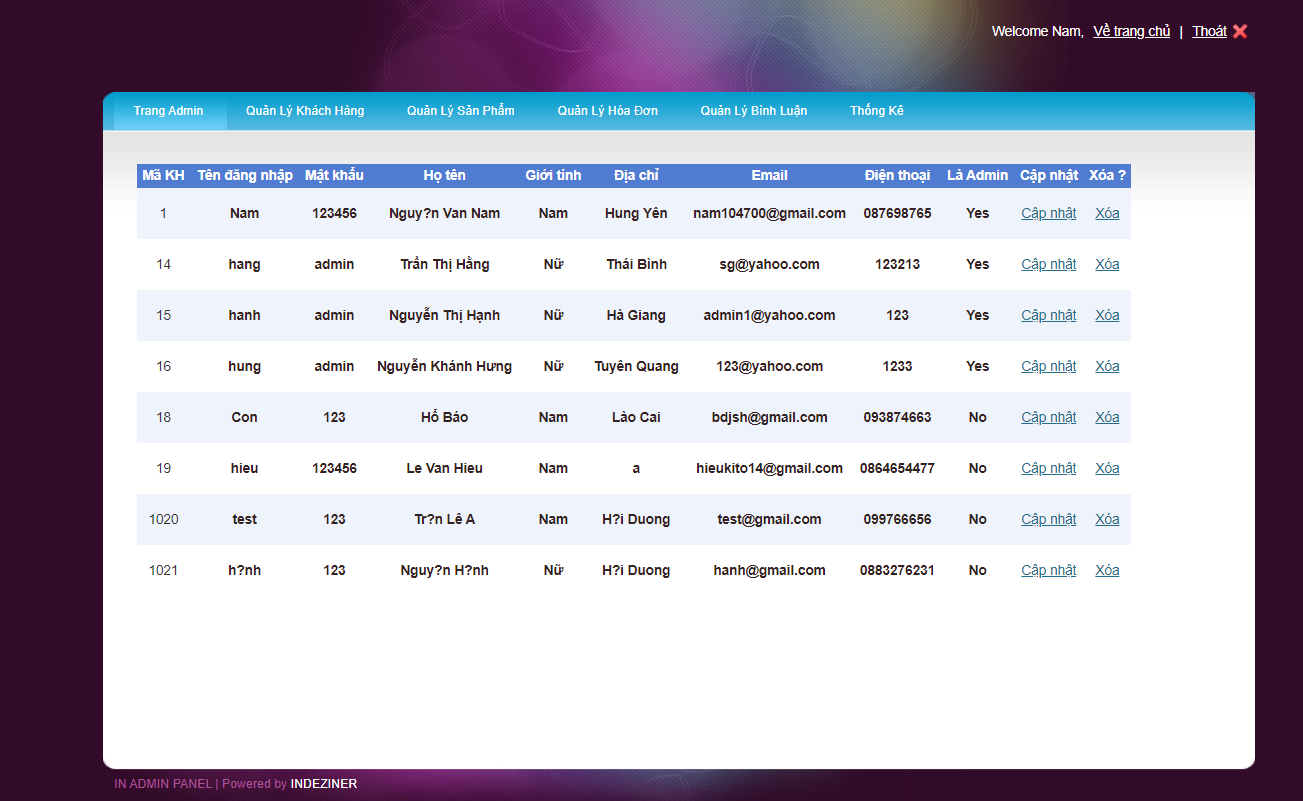 Welcome Nam, Về trang chủ | Thoát
Trang Admin Quản Lý Khách Hàng Quản Lý Sản Phẩm Quản Lý Hóa Đơn Quản Lý Bình Luận Thống Kê
Mã KH Tên đăng nhập Mật khẩu Họ tên Giới tính Địa chỉ Email Điện thoại Là Admin Cập nhật Xóa ?
1 Nam 123456 Nguy?n Van Nam Nam Hung Yên nam104700@gmail.com 087698765 Yes Cập nhật Xóa
14 hang admin Trần Thị Hằng Nữ Thái Bình sg@yahoo.com 123213 Yes Cập nhật Xóa
15 hanh admin Nguyễn Thị Hạnh Nữ Hà Giang admin1@yahoo.com 123 Yes Cập nhật Xóa
16 hung admin Nguyễn Khánh Hưng Nữ Tuyên Quang 123@yahoo.com 1233 Yes Cập nhật Xóa
18 Con 123 Hổ Báo Nam Lào Cai bdjsh@gmail.com 093874663 No Cập nhật Xóa
19 hieu 123456 Le Van Hieu Nam a hieukito14@gmail.com 0864654477 No Cập nhật Xóa
1020 test 123 Tr?n Lê A Nam H?i Duong test@gmail.com 099766656 No Cập nhật Xóa
1021 h?nh 123 Nguy?n H?nh Nữ H?i Duong hanh@gmail.com 0883276231 No Cập nhật Xóa
IN ADMIN PANEL | Powered by INDEZINER